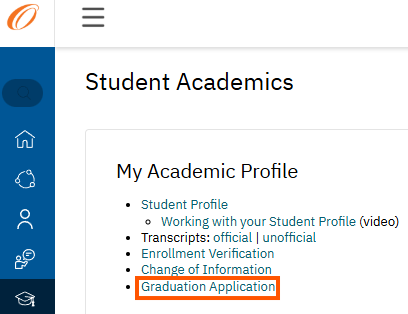 Student Academics
My Academic Profile
Student Profile
Working with your Student Profile (video)
Transcripts: official | unofficial
Enrollment Verification
Change of Information
Graduation Application